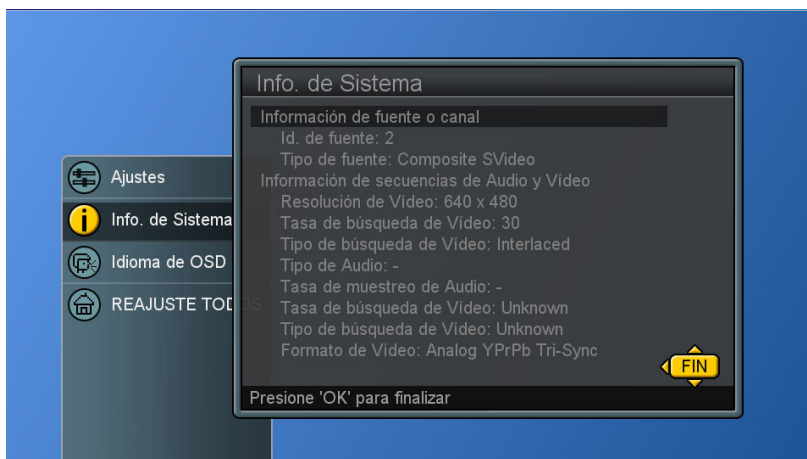 Info. de Sistema
Información de fuente o canal
Id. de fuente: 2
Tipo de fuente: Composite SVideo
Información de secuencias de Audio y Vídeo
Resolución de Vídeo: 640 x 480
Tasa de búsqueda de Vídeo: 30
Tipo de búsqueda de Vídeo: Interlaced
Tipo de Audio: -
Tasa de muestreo de Audio: -
Tasa de búsqueda de Vídeo: Unknown
Tipo de búsqueda de Vídeo: Unknown
Formato de Vídeo: Analog YPrPb Tri-Sync
FIN
Presione 'OK' para finalizar
Ajustes
Info. de Sistema
Idioma de OSD
REAJUSTE TODOS